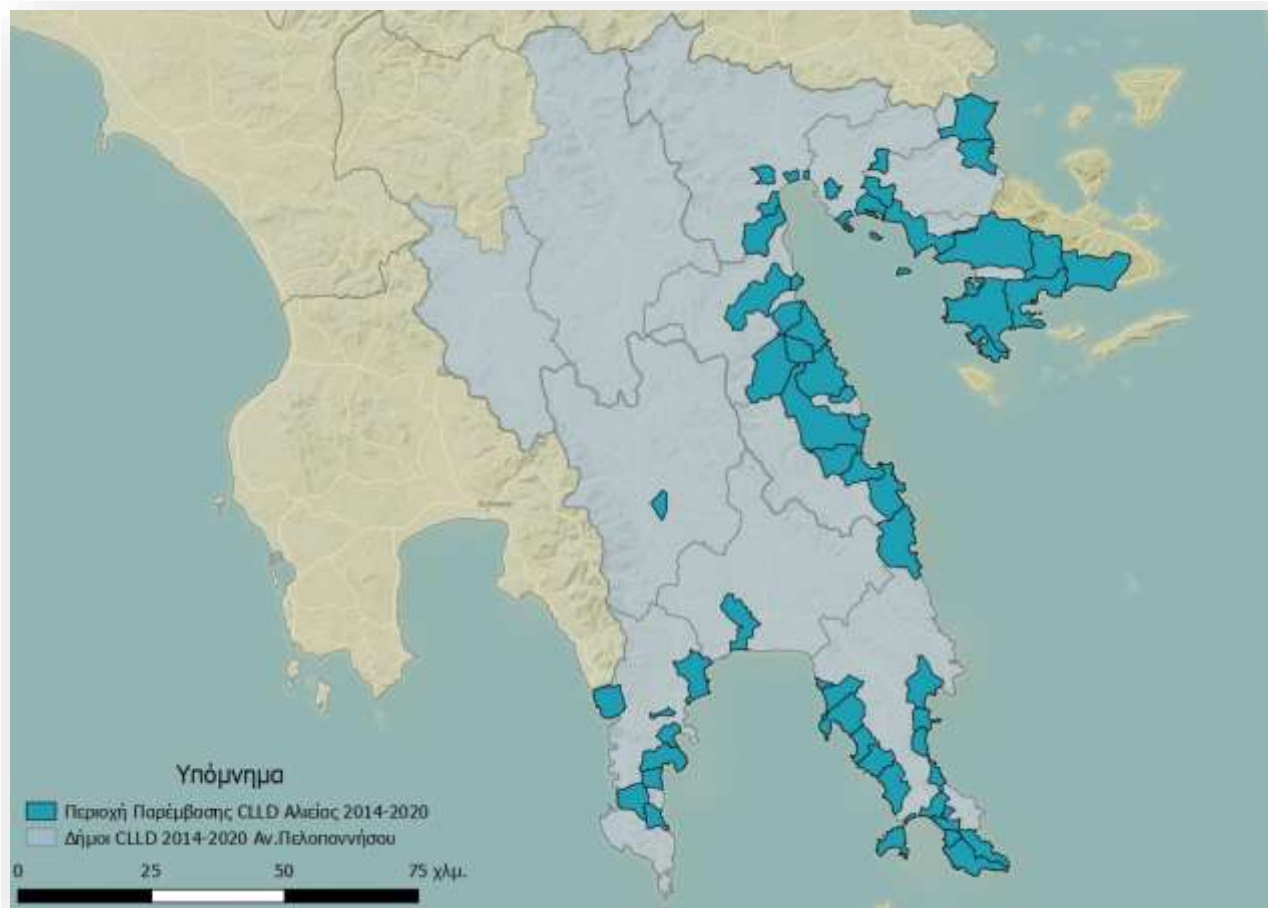 Υπόμνημα
Περιοχή Παρέμβασης CLLD Αλιείας 2014-2020
Δήμοι CLLD 2014-2020 Αν.Πελοποννήσου
0 25 50 75 χλμ.